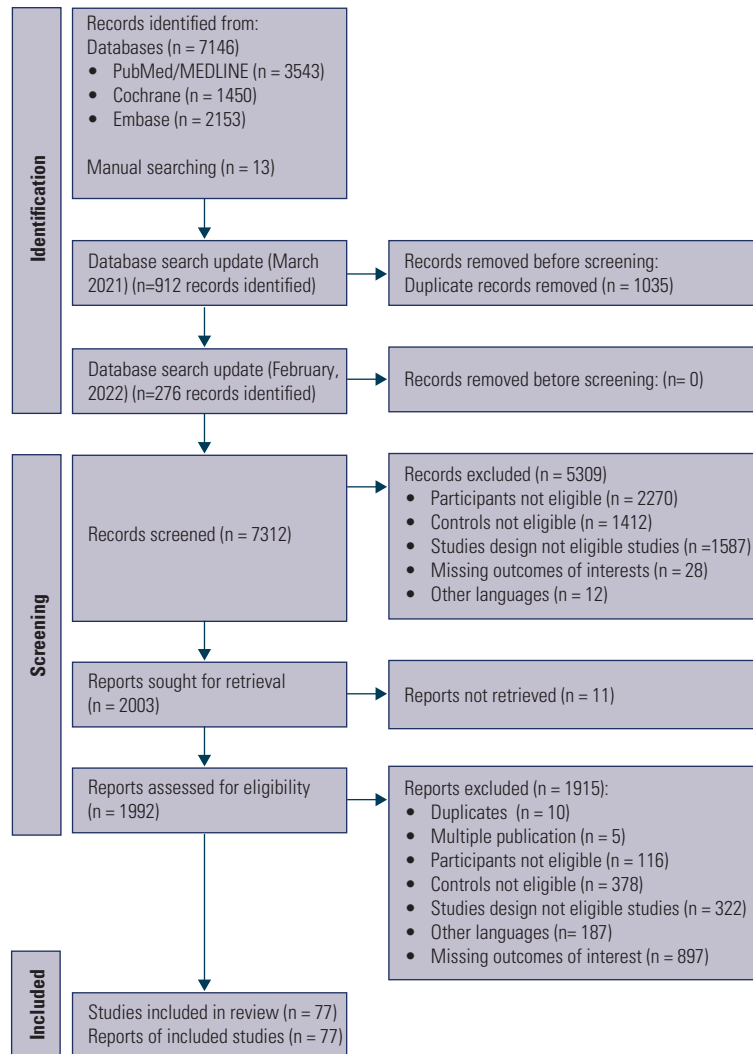 Identification
Records identified from:
Databases (n = 7146)
• PubMed/MEDLINE (n = 3543)
• Cochrane (n = 1450)
• Embase (n = 2153)
Manual searching (n = 13)
Database search update (March
2021) (n=912 records identified)
Records removed before screening:
Duplicate records removed (n = 1035)
Database search update (February,
2022) (n=276 records identified)
Records removed before screening: (n= 0)
Screening
Records screened (n = 7312)
Records excluded (n = 5309)
• Participants not eligible (n = 2270)
• Controls not eligible (n = 1412)
• Studies design not eligible studies (n =1587)
• Missing outcomes of interests (n = 28)
• Other languages (n = 12)
Reports sought for retrieval
(n = 2003)
Reports not retrieved (n = 11)
Reports assessed for eligibility
(n = 1992)
Reports excluded (n = 1915):
• Duplicates (n = 10)
• Multiple publication (n = 5)
• Participants not eligible (n = 116)
• Controls not eligible (n = 378)
• Studies design not eligible studies (n = 322)
• Other languages (n= 187)
• Missing outcomes of interest (n = 897)
Included
Studies included in review (n = 77)
Reports of included studies (n = 77)